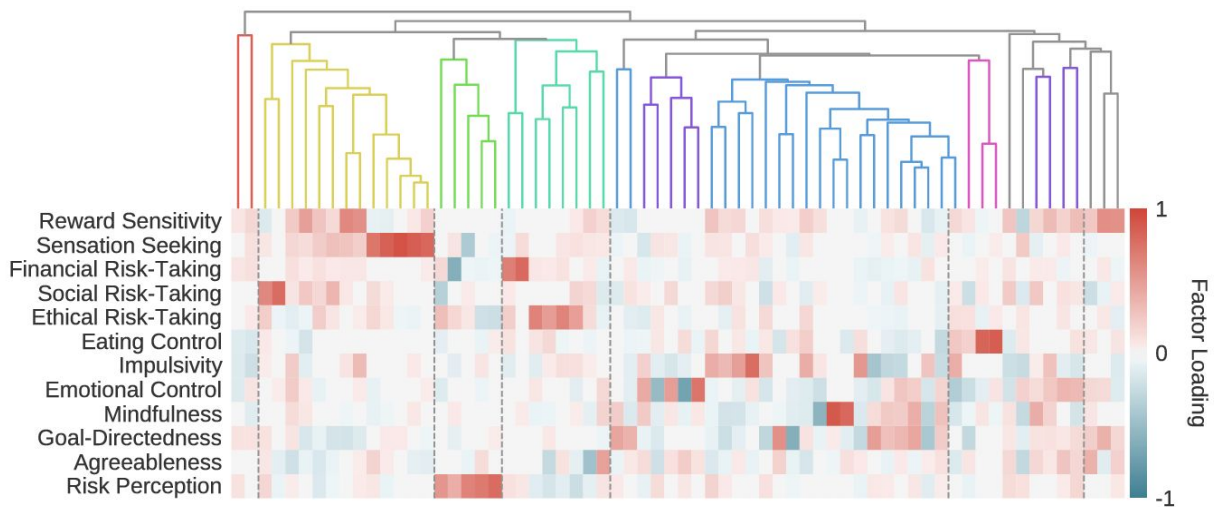 Reward Sensitivity
Sensation Seeking
Financial Risk-Taking
Social Risk-Taking
Ethical Risk-Taking
Eating Control
Impulsivity
Emotional Control
Mindfulness
Goal-Directedness
Agreeableness
Risk Perception
1
0
-1
Factor Loading